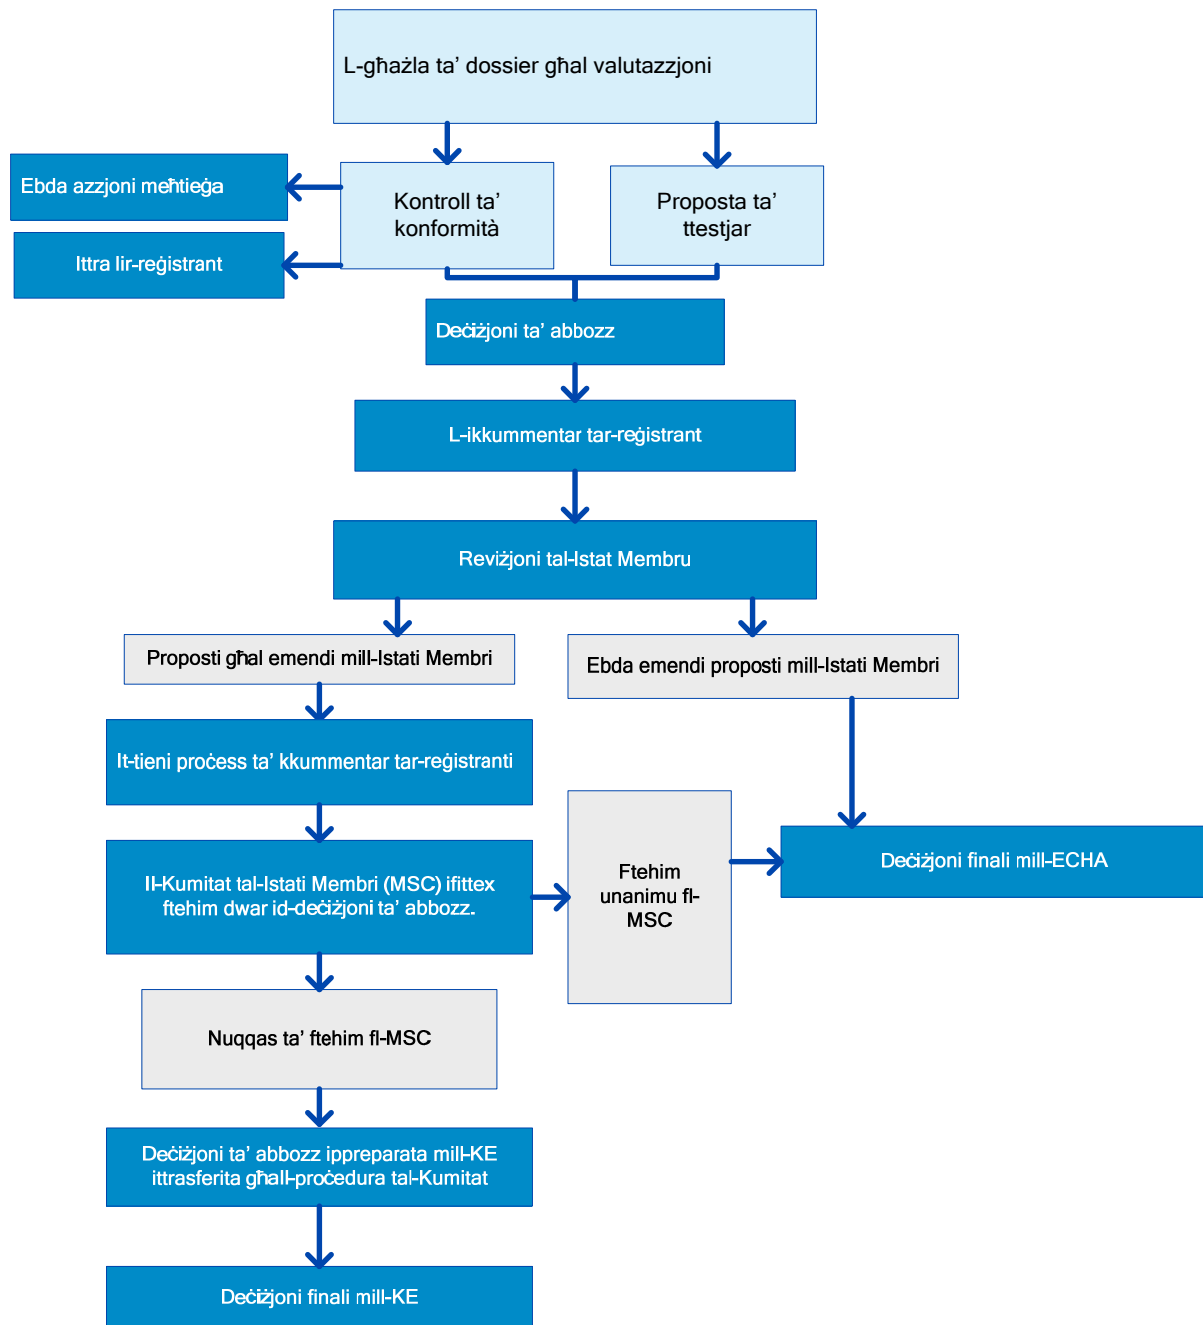 L-għażla ta’ dossier għal valutazzjoni
Ebda azzjoni meħtieġa
Kontroll ta’
konformità
Proposta ta’
ttestjar
Ittra lir-reġistrant
Deċiżjoni ta’ abbozz
L-ikkummentar tar-reġistrant
Reviżjoni tal-Istat Membru
Proposti għal emendi mill-Istati Membri
Ebda emendi proposti mill-Istati Membri
It-tieni proċess ta’ kkummentar tar-reġistranti
Il-Kumitat tal-Istati Membri (MSC) ifittex
ftehim dwar id-deċiżjoni ta’ abbozz.
Ftehim
unanimu fl-
MSC
Deċiżjoni finali mill-ECHA
Nuqqas ta’ ftehim fl-MSC
Deċiżjoni ta’ abbozz ippreparata mill-KE
ittrasferita għall-proċedura tal-Kumitat
Deċiżjoni finali mill-KE